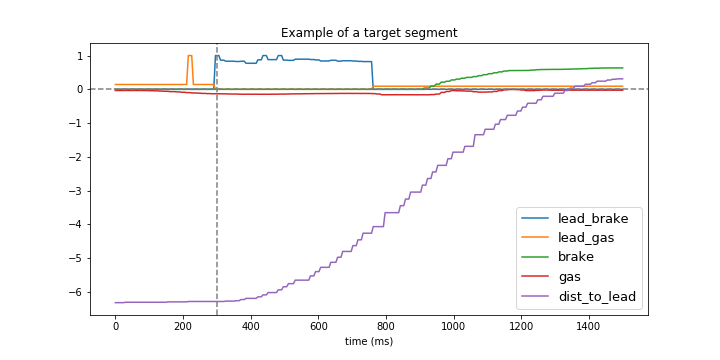 Example of a target segment
1
0
−1
−2
−3
−4
−5
−6
0
200
400
600
800
1000
1200
1400
time (ms)
lead_brake
lead_gas
brake
gas
dist_to_lead